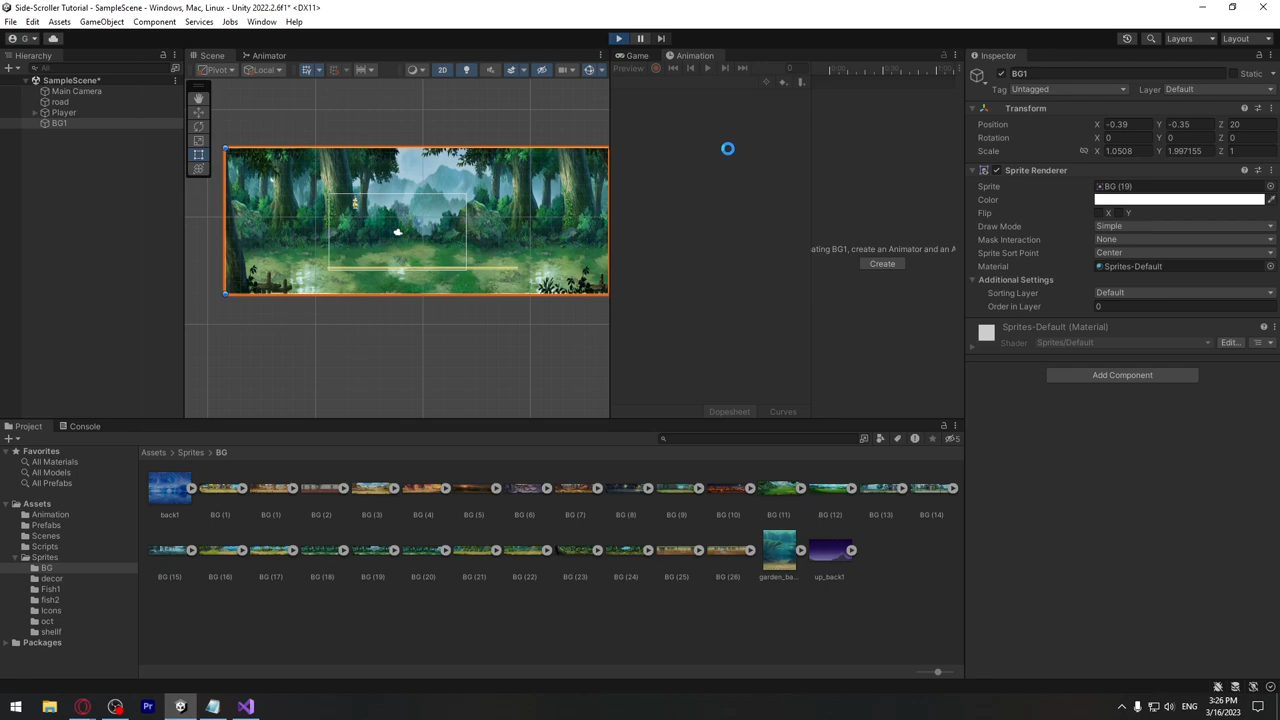 Side-Scroller Tutorial - SampleScene - Windows, Mac, Linux - Unity 2022.2.6f1* <DX11>
File Edit Assets GameObject Component Services Jobs Window Help
G Layers Layout
Hierarchy
All
SampleScene*
Main Camera
road
Player
BG1
Scene Animator
Pivot Local 2D
Game Animation
Preview 0 0:00 1:00
ating BG1, create an Animator and an A
Create
Dopesheet Curves
Inspector
BG1 Static
Tag Untagged Layer Default
Transform
Position X -0.39 Y -0.35 Z 20
Rotation X 0 Y 0 Z 0
Scale X 1.0508 Y 1.997155 Z 1
Sprite Renderer
Sprite BG (19)
Color
Flip X Y
Draw Mode Simple
Mask Interaction None
Sprite Sort Point Center
Material Sprites-Default
Additional Settings
Sorting Layer Default
Order in Layer 0
Sprites-Default (Material)
Shader Sprites/Default Edit...
Add Component
Project Console
5
Favorites
All Materials
All Models
All Prefabs
Assets
Animation
Prefabs
Scenes
Scripts
Sprites
BG
decor
Fish1
fish2
Icons
oct
shellf
Packages
Assets > Sprites > BG
back1 BG (1) BG (1) BG (2) BG (3) BG (4) BG (5) BG (6) BG (7) BG (8) BG (9) BG (10) BG (11) BG (12) BG (13) BG (14)
BG (15) BG (16) BG (17) BG (18) BG (19) BG (20) BG (21) BG (22) BG (23) BG (24) BG (25) BG (26) garden_ba... up_back1
Pr ENG 3:26 PM
3/16/2023